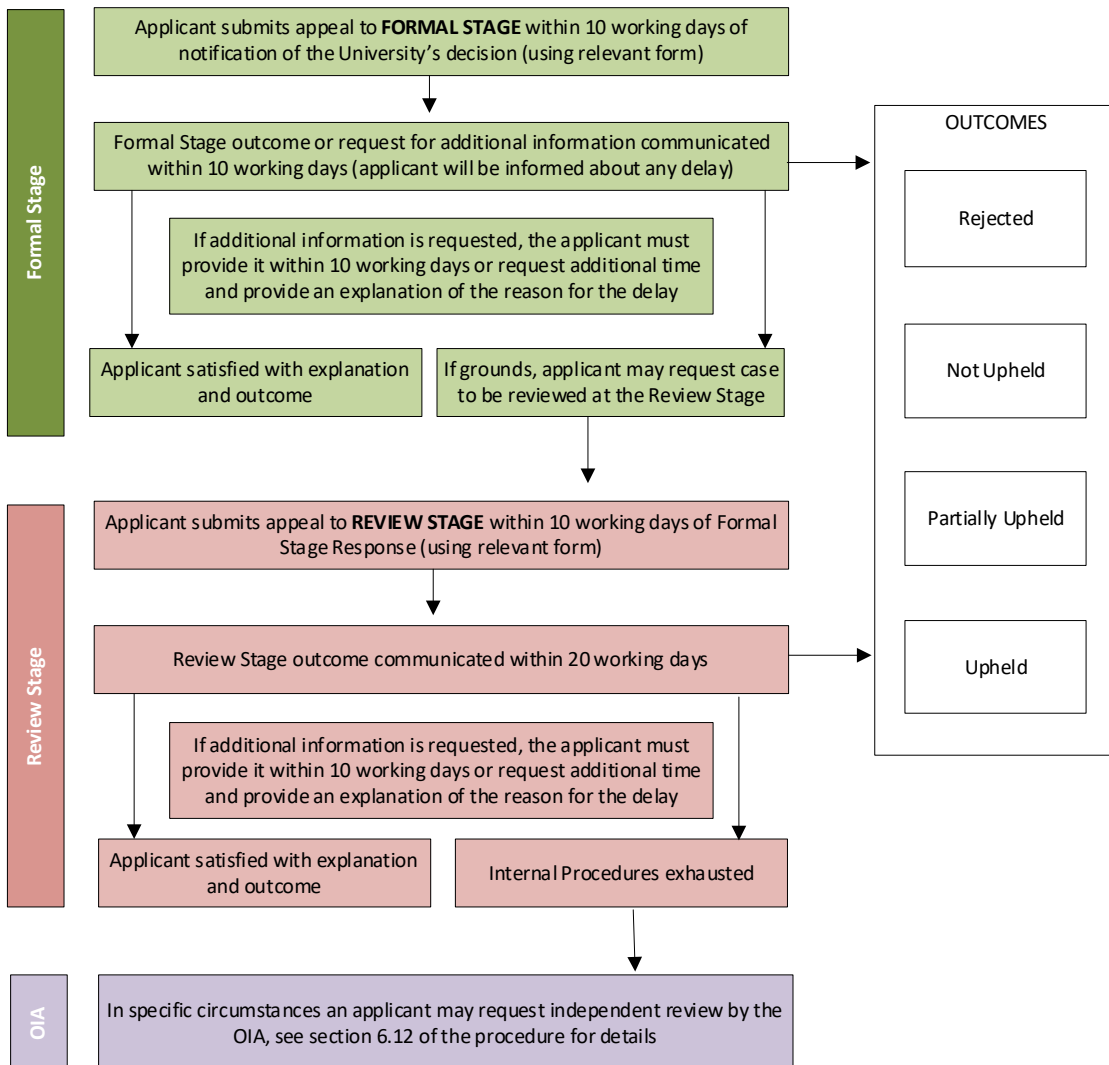 Formal Stage
Applicant submits appeal to FORMAL STAGE within 10 working days of
notification of the University’s decision (using relevant form)
Formal Stage outcome or request for additional information communicated
within 10 working days (applicant will be informed about any delay)
If additional information is requested, the applicant must
provide it within 10 working days or request additional time
and provide an explanation of the reason for the delay
Applicant satisfied with explanation
and outcome
If grounds, applicant may request case
to be reviewed at the Review Stage
Review Stage
Applicant submits appeal to REVIEW STAGE within 10 working days of Formal
Stage Response (using relevant form)
Review Stage outcome communicated within 20 working days
If additional information is requested, the applicant must
provide it within 10 working days or request additional time
and provide an explanation of the reason for the delay
Applicant satisfied with explanation
and outcome
Internal Procedures exhausted
OIA
In specific circumstances an applicant may request independent review by the
OIA, see section 6.12 of the procedure for details
OUTCOMES
Rejected
Not Upheld
Partially Upheld
Upheld